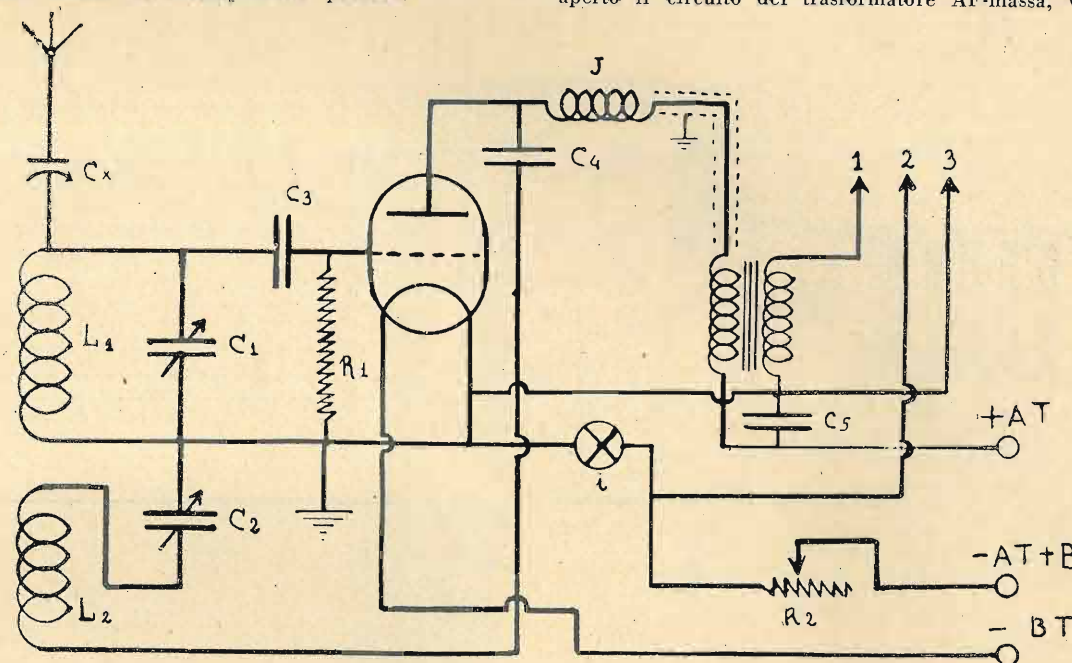 aperto il circuito del trasformatore AF-massa,
J
Cx
C3
C4
1 2 3
L1
C1
R1
C5
+AT
i
C2
-AT+B
L2
R2
- BT